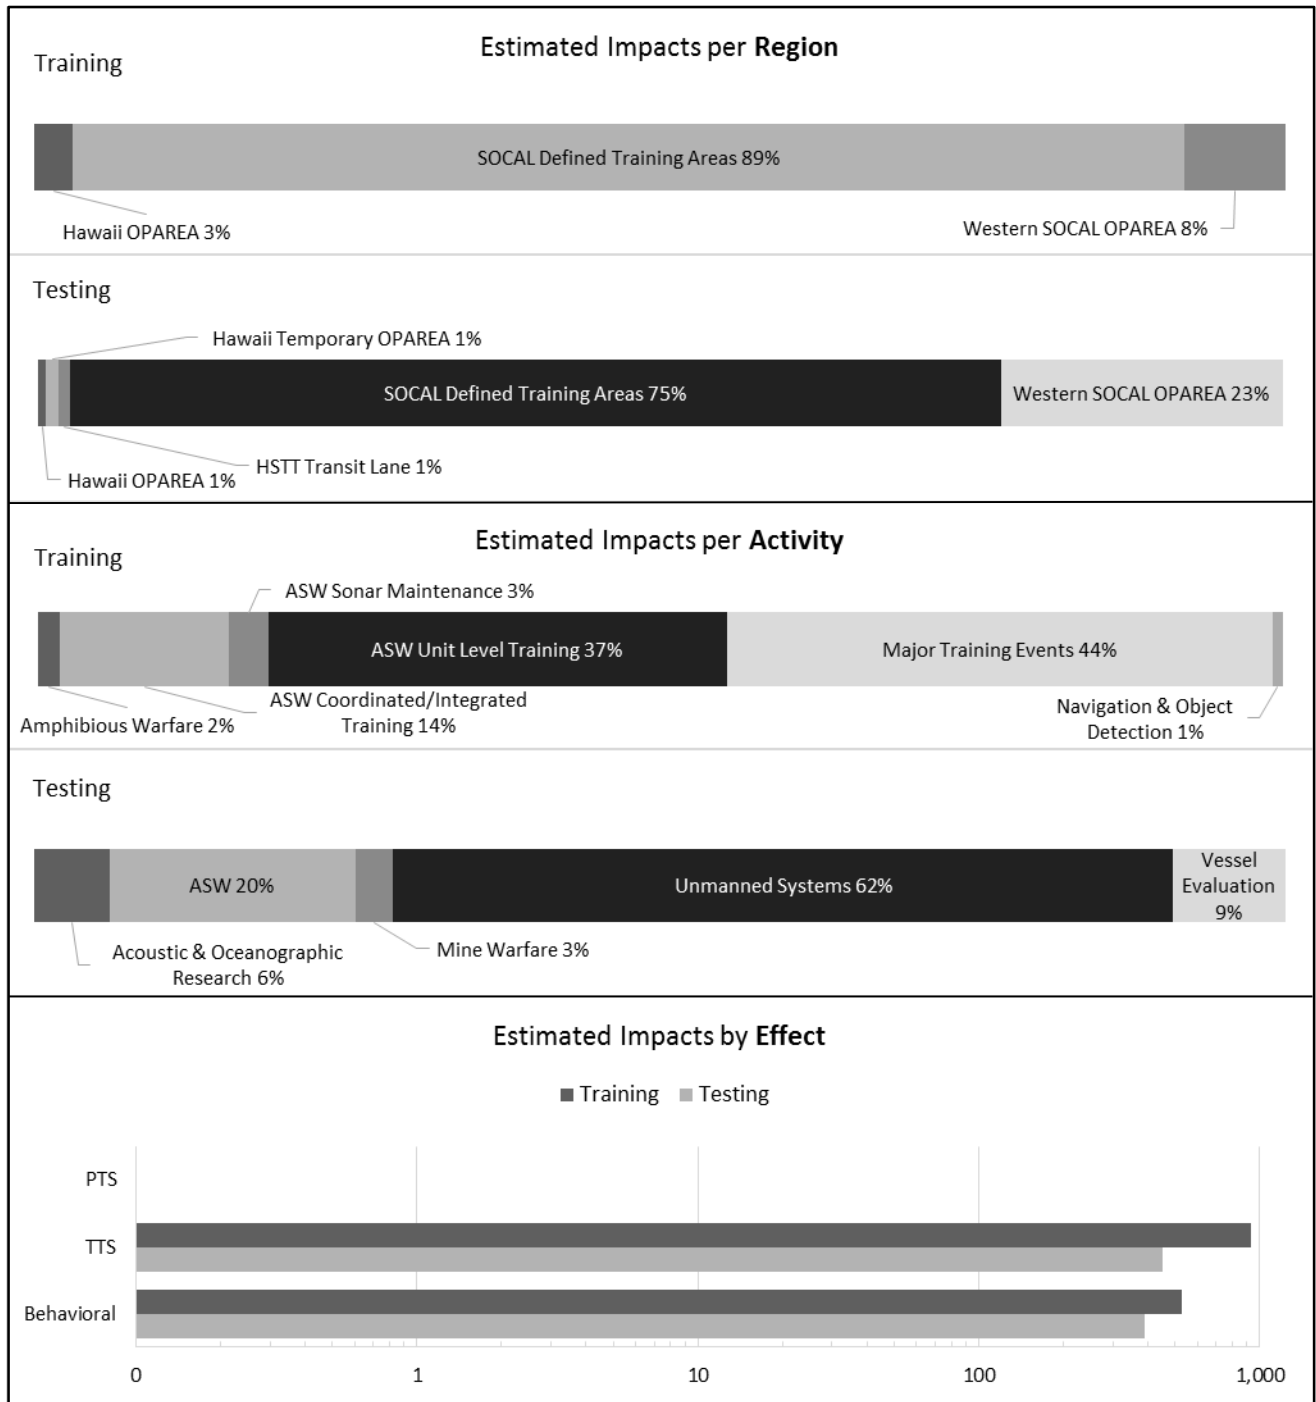 Estimated Impacts per Region
Training
SOCAL Defined Training Areas 89%
Hawaii OPAREA 3%
Western SOCAL OPAREA 8%
Testing
Hawaii Temporary OPAREA 1%
SOCAL Defined Training Areas 75%
Western SOCAL OPAREA 23%
HSTT Transit Lane 1%
Hawaii OPAREA 1%
Estimated Impacts per Activity
Training
ASW Sonar Maintenance 3%
ASW Unit Level Training 37%
Major Training Events 44%
Amphibious Warfare 2%
ASW Coordinated/Integrated
Training 14%
Navigation & Object
Detection 1%
Testing
ASW 20%
Unmanned Systems 62%
Vessel
Evaluation
9%
Acoustic & Oceanographic
Research 6%
Mine Warfare 3%
Estimated Impacts by Effect
Training
Testing
PTS
TTS
Behavioral
0
1
10
100
1,000